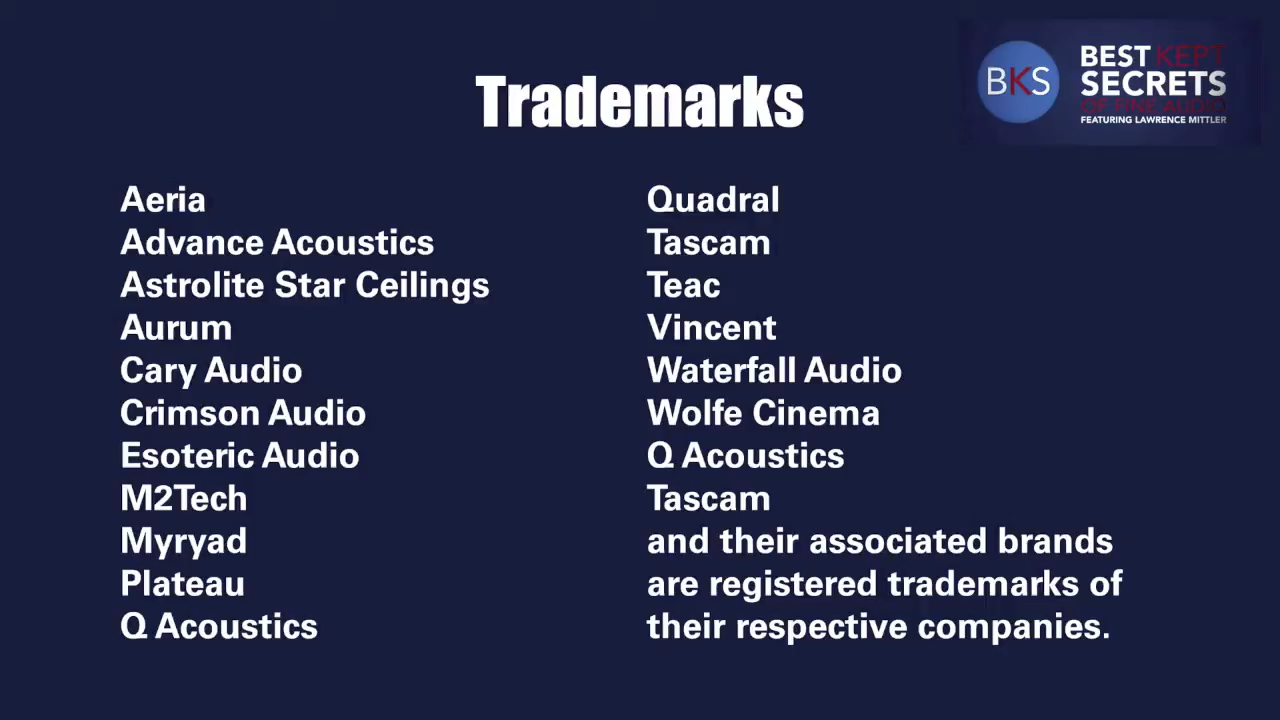 Trademarks
BKS
BEST KEPT
SECRETS
OF FINE AUDIO
FEATURING LAWRENCE MITTLER
Aeria
Advance Acoustics
Astrolite Star Ceilings
Aurum
Cary Audio
Crimson Audio
Esoteric Audio
M2Tech
Myryad
Plateau
Q Acoustics
Quadral
Tascam
Teac
Vincent
Waterfall Audio
Wolfe Cinema
Q Acoustics
Tascam
and their associated brands
are registered trademarks of
their respective companies.